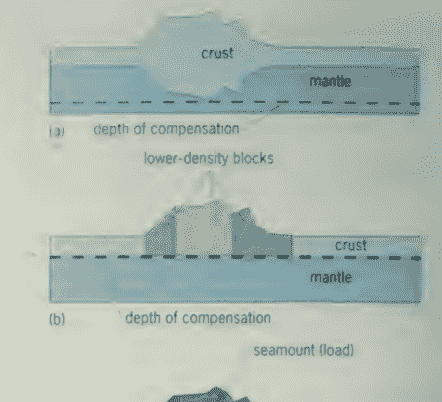 crust
mantle
(a) depth of compensation
lower-density blocks
crust
mantle
(b) depth of compensation
seamount (load)